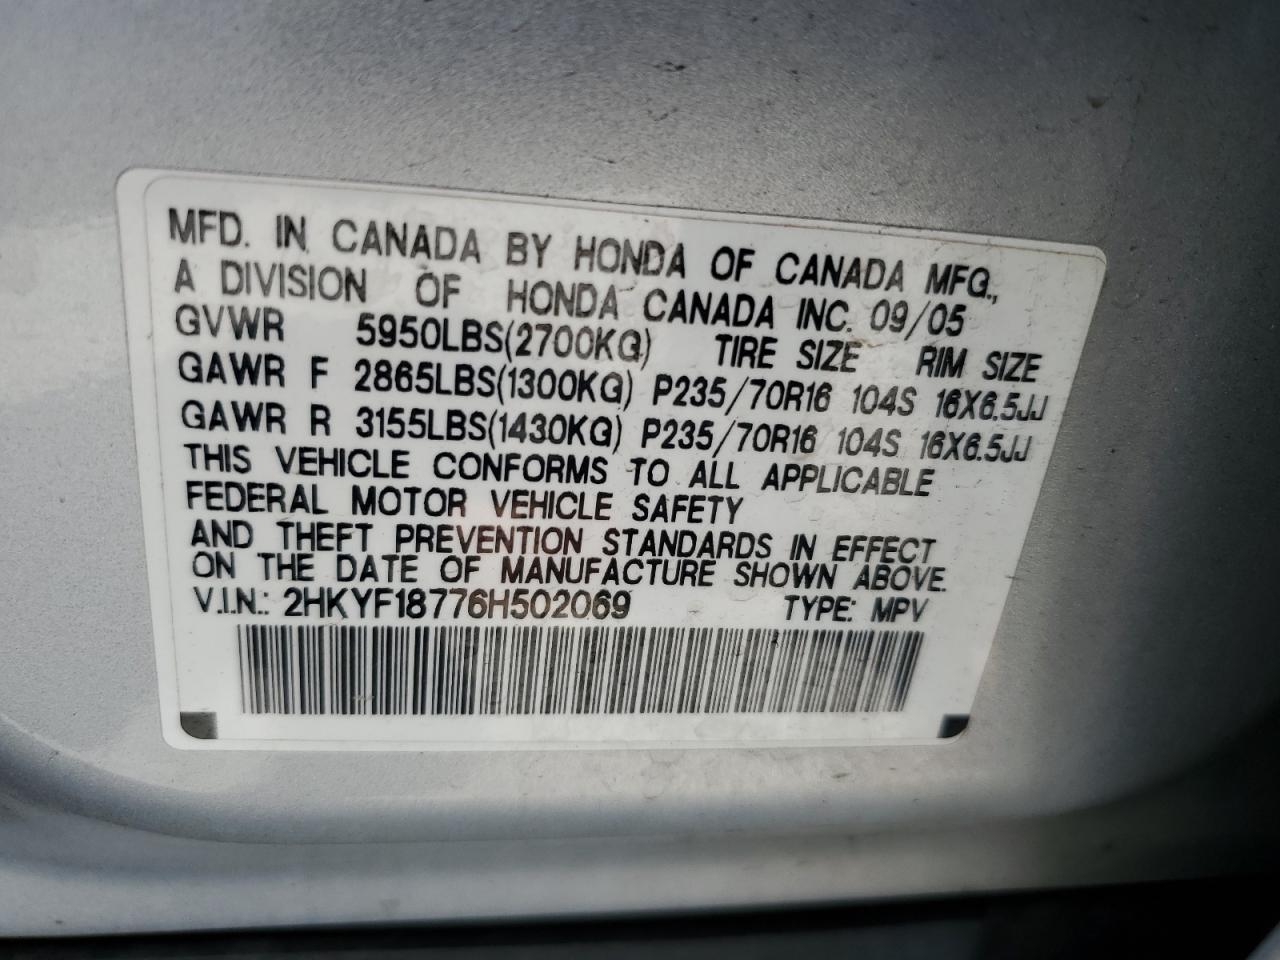 MFD. IN CANADA BY HONDA OF CANADA MFG.,
A DIVISION OF HONDA CANADA INC. 09/05
GVWR 5950LBS(2700KG) TIRE SIZE RIM SIZE
GAWR F 2865LBS(1300KG) P235/70R16 104S 16X6.5JJ
GAWR R 3155LBS(1430KG) P235/70R16 104S 16X6.5JJ
THIS VEHICLE CONFORMS TO ALL APPLICABLE
FEDERAL MOTOR VEHICLE SAFETY
AND THEFT PREVENTION STANDARDS IN EFFECT
ON THE DATE OF MANUFACTURE SHOWN ABOVE.
V.I.N.: 2HKYF18776H502069 TYPE: MPV